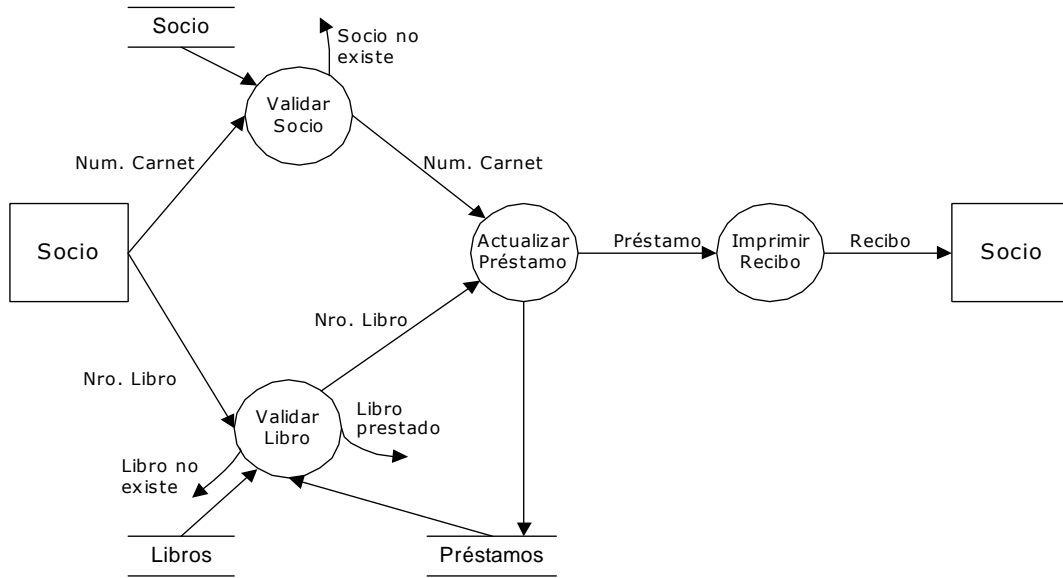 Socio
Socio no
existe
Validar
Socio
Num. Carnet
Num. Carnet
Socio
Actualizar
Préstamo
Préstamo
Imprimir
Recibo
Recibo
Socio
Nro. Libro
Nro. Libro
Validar
Libro
Libro
prestado
Libro no
existe
Libros
Préstamos